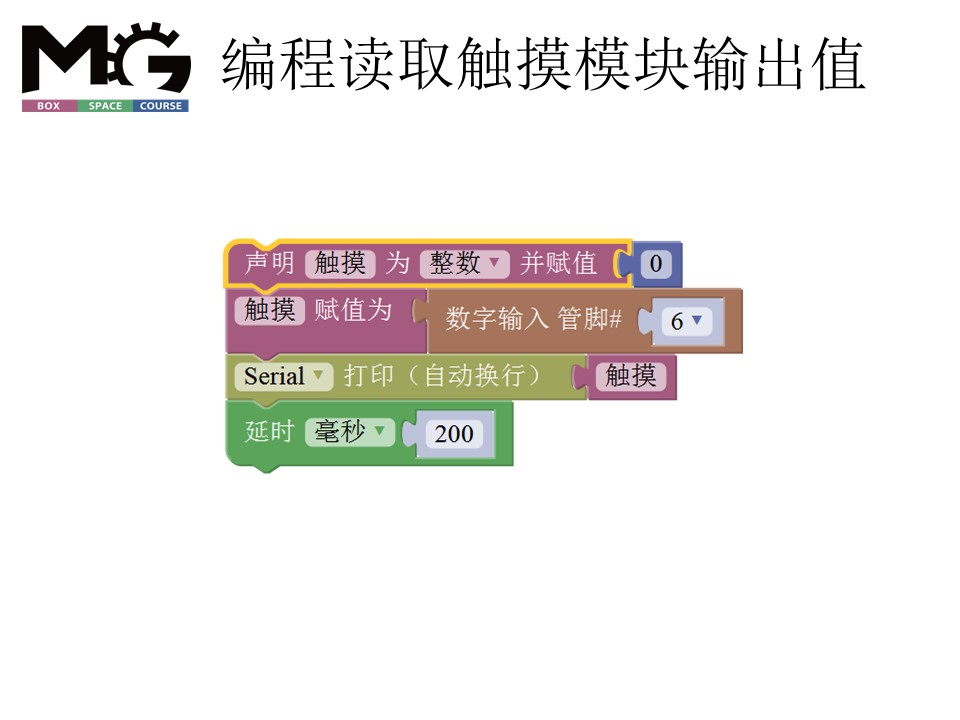 MG
BOX SPACE COURSE
编程读取触摸模块输出值
声明 触摸 为 整数 并赋值 0
触摸 赋值为 数字输入 管脚# 6
Serial 打印（自动换行） 触摸
延时 毫秒 200